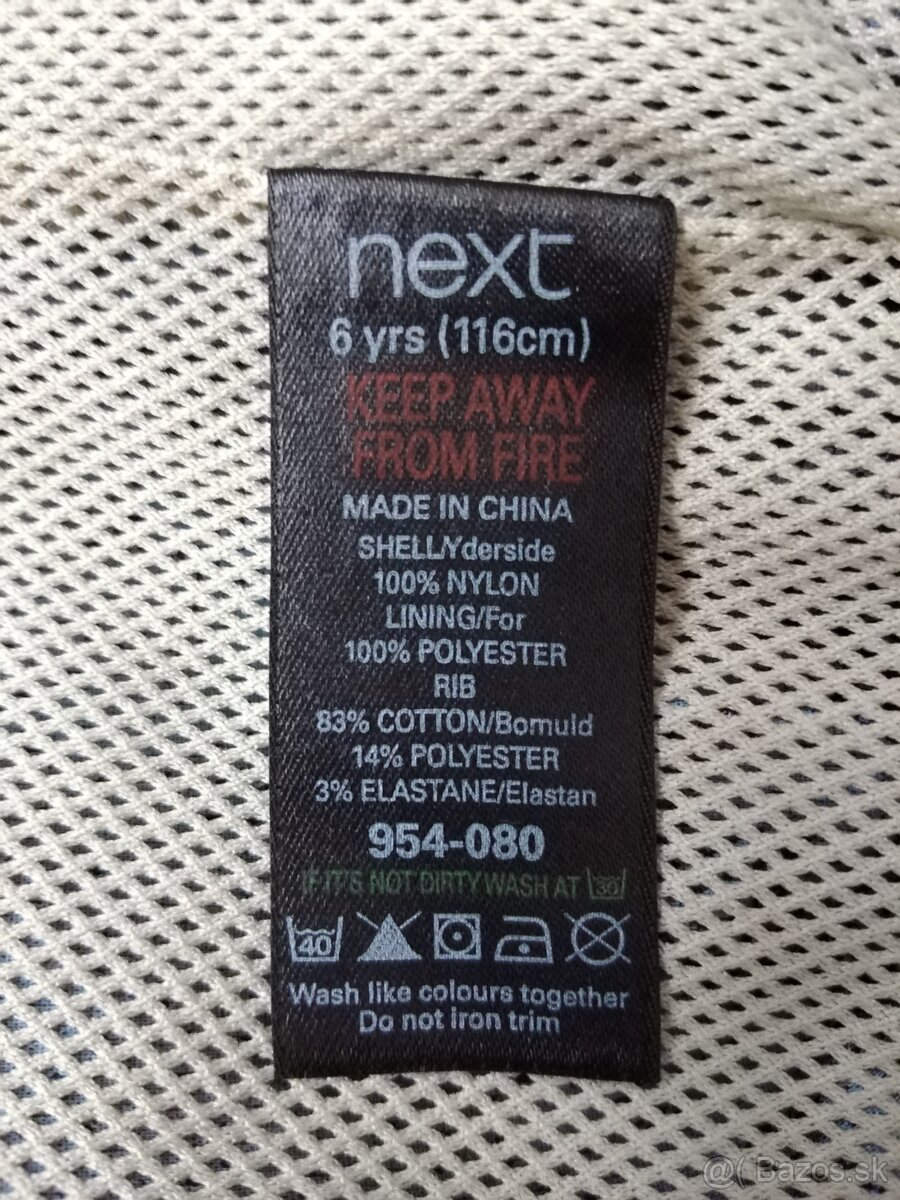 next
6 yrs (116cm)
KEEP AWAY
FROM FIRE
MADE IN CHINA
SHELL/Yderside
100% NYLON
LINING/For
100% POLYESTER
RIB
83% COTTON/Bomuld
14% POLYESTER
3% ELASTANE/Elastan
954-080
IF IT'S NOT DIRTY WASH AT 30
40
Wash like colours together
Do not iron trim
@( Bazos.sk